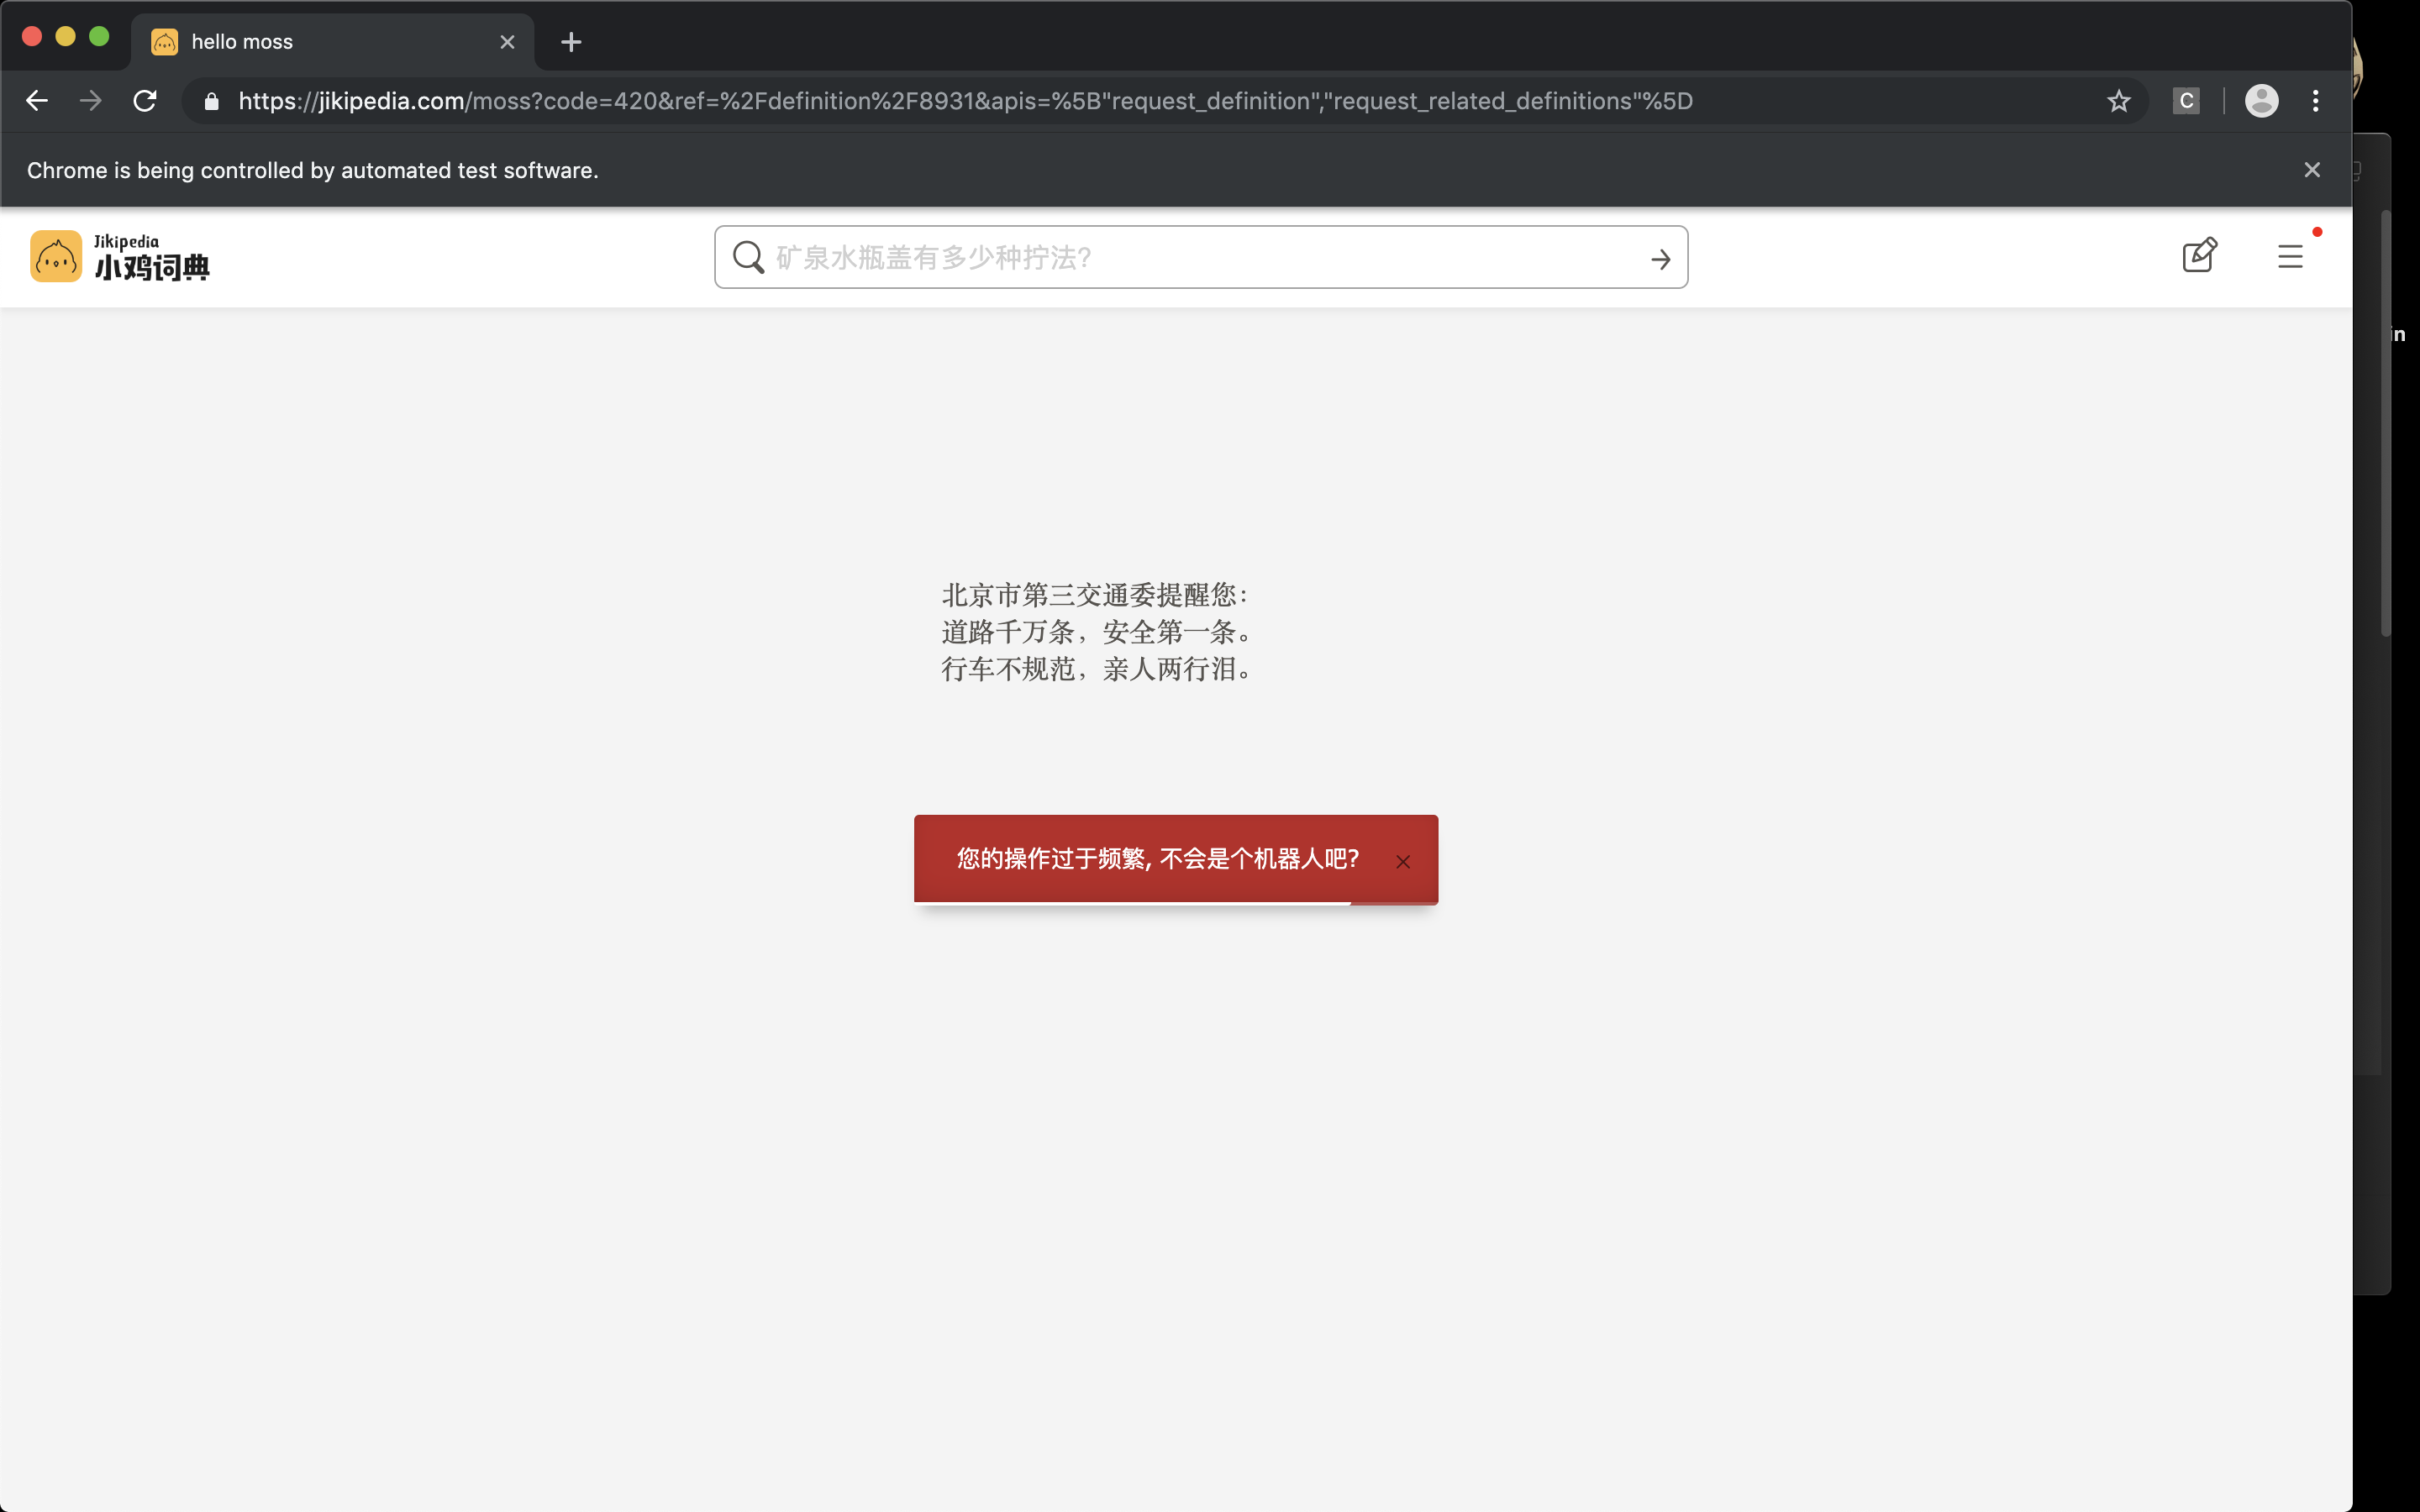 hello moss
https://jikipedia.com/moss?code=420&ref=%2Fdefinition%2F8931&apis=%5B"request_definition","request_related_definitions"%5D
C
Chrome is being controlled by automated test software.
Jikipedia
小鸡词典
矿泉水瓶盖有多少种拧法?
in
北京市第三交通委提醒您:
道路千万条，安全第一条。
行车不规范，亲人两行泪。
您的操作过于频繁, 不会是个机器人吧?